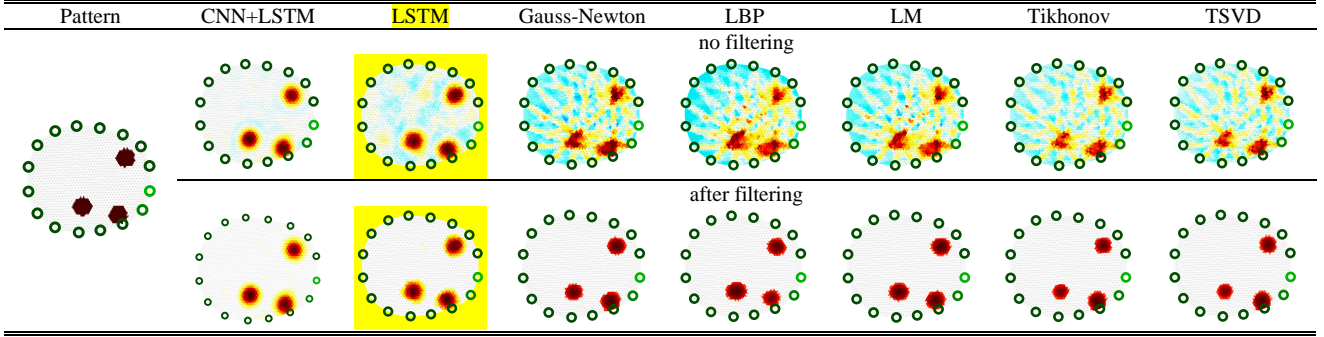 Pattern CNN+LSTM LSTM Gauss-Newton LBP LM Tikhonov TSVD
no filtering
after filtering